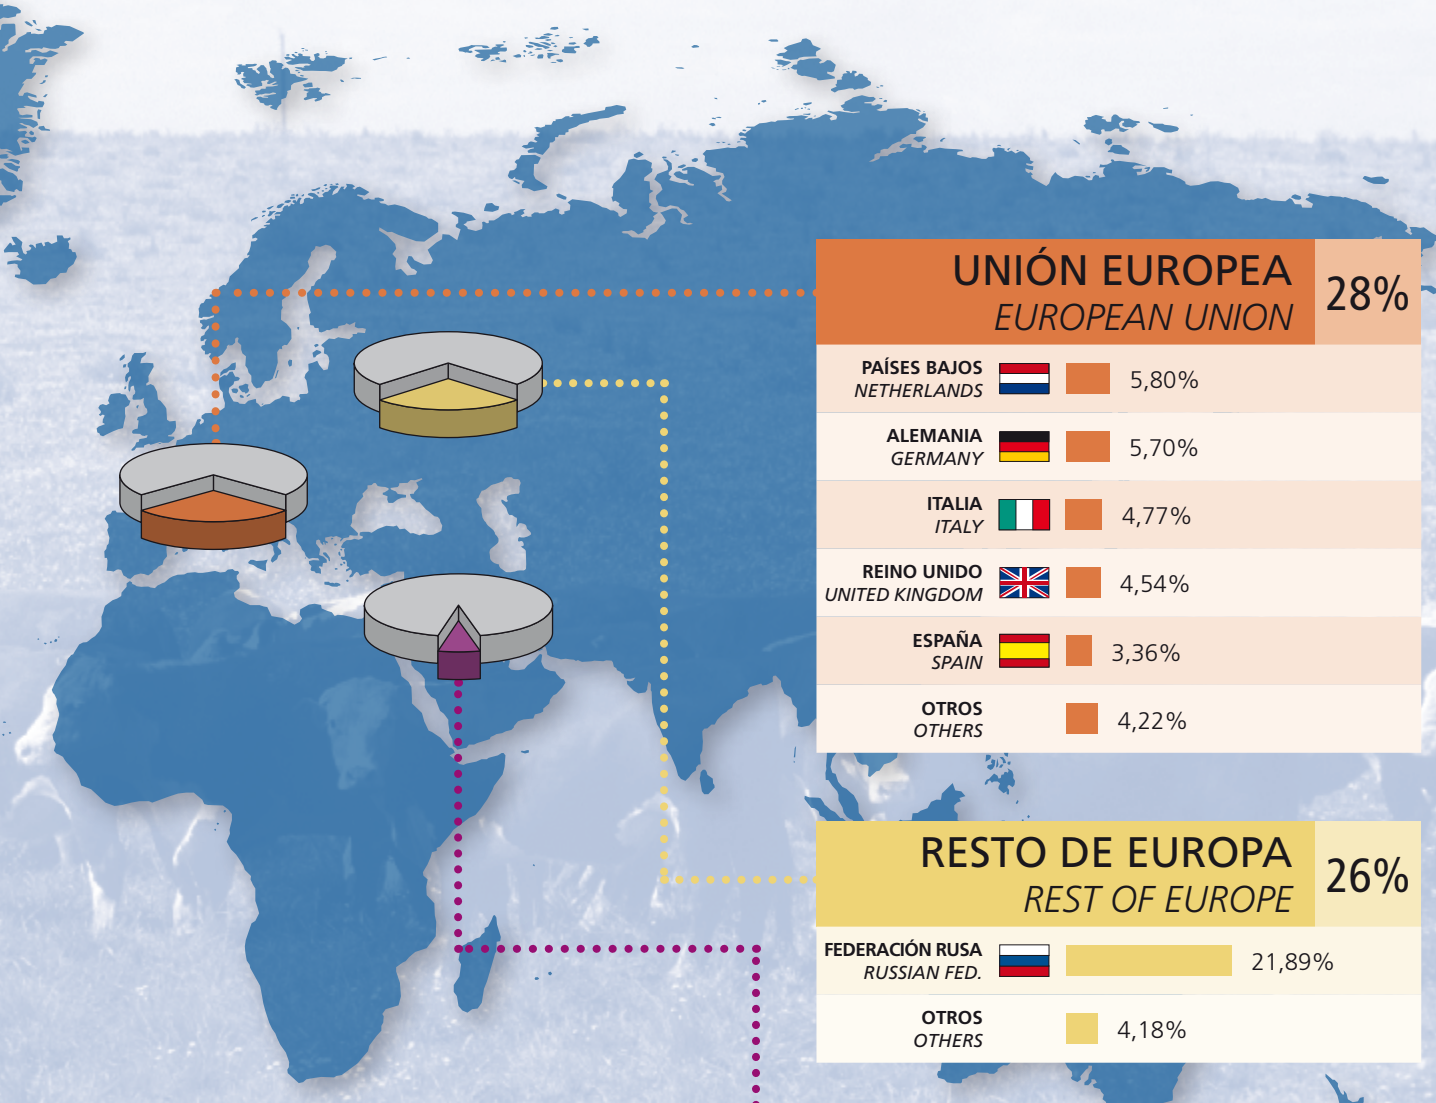 UNIÓN EUROPEA
EUROPEAN UNION
28%
PAÍSES BAJOS
NETHERLANDS
5,80%
ALEMANIA
GERMANY
5,70%
ITALIA
ITALY
4,77%
REINO UNIDO
UNITED KINGDOM
4,54%
ESPAÑA
SPAIN
3,36%
OTROS
OTHERS
4,22%
RESTO DE EUROPA
REST OF EUROPE
26%
FEDERACIÓN RUSA
RUSSIAN FED.
21,89%
OTROS
OTHERS
4,18%